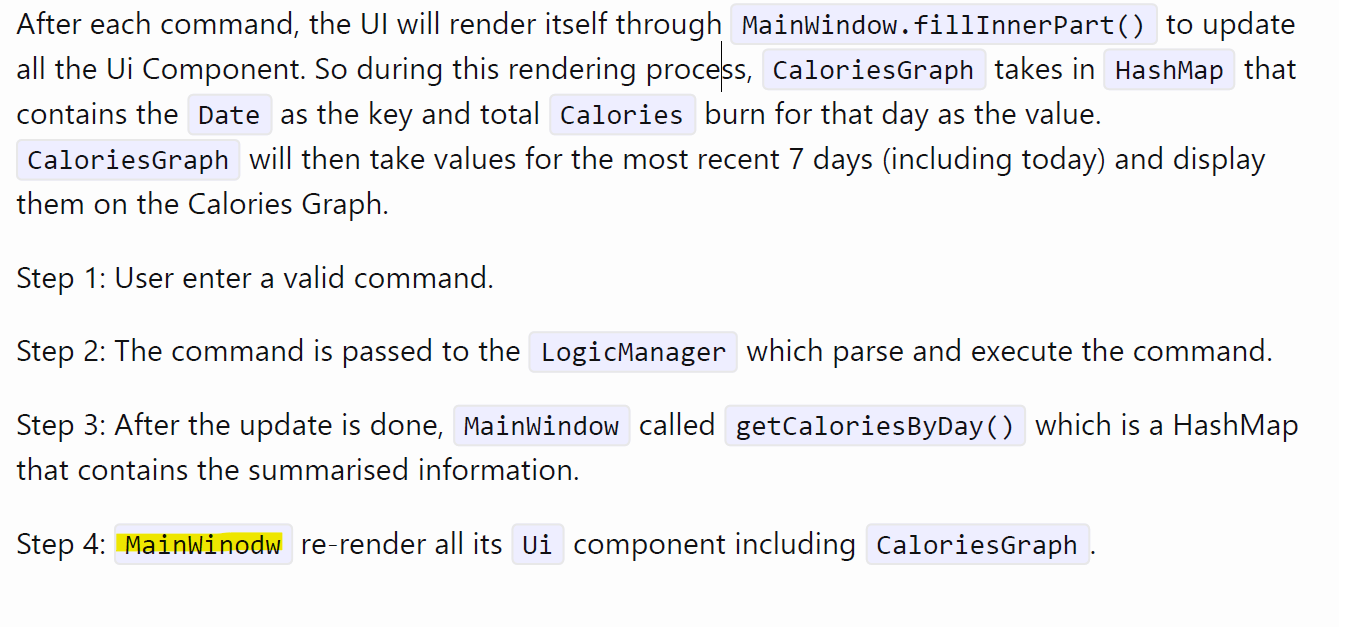 After each command, the UI will render itself through MainWindow.fillInnerPart() to update
all the Ui Component. So during this rendering process, CaloriesGraph takes in HashMap that
contains the Date as the key and total Calories burn for that day as the value.
CaloriesGraph will then take values for the most recent 7 days (including today) and display
them on the Calories Graph.
Step 1: User enter a valid command.
Step 2: The command is passed to the LogicManager which parse and execute the command.
Step 3: After the update is done, MainWindow called getCaloriesByDay() which is a HashMap
that contains the summarised information.
Step 4: MainWinodw re-render all its Ui component including CaloriesGraph.